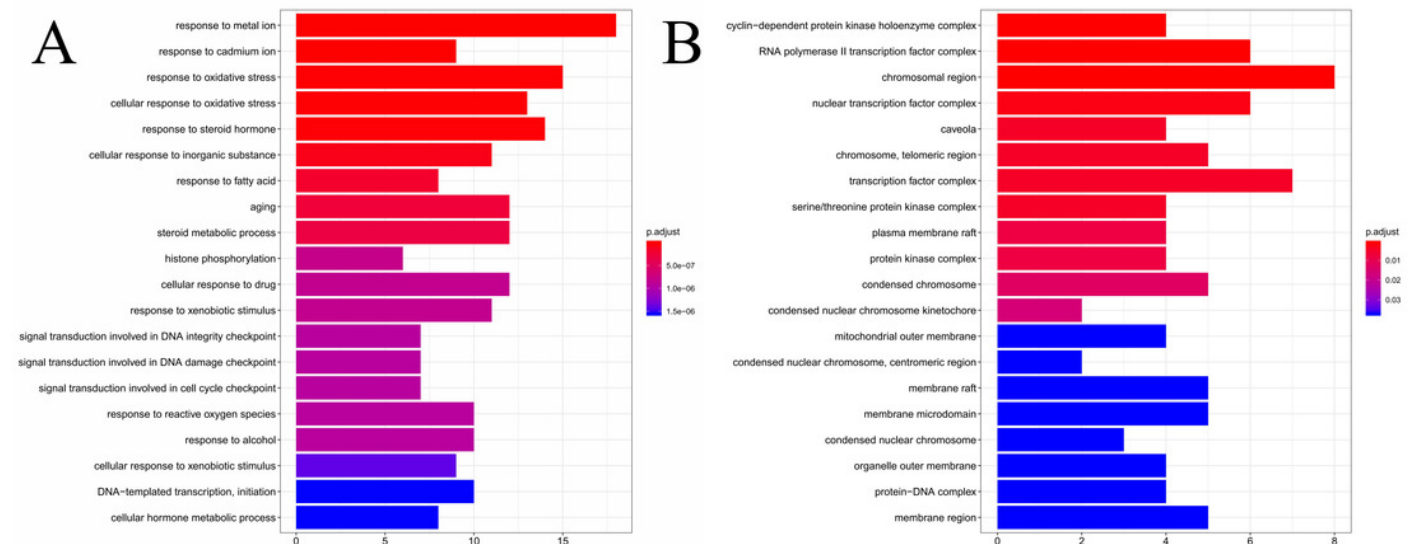 A
response to metal ion
response to cadmium ion
response to oxidative stress
cellular response to oxidative stress
response to steroid hormone
cellular response to inorganic substance
response to fatty acid
aging
steroid metabolic process
histone phosphorylation
cellular response to drug
response to xenobiotic stimulus
signal transduction involved in DNA integrity checkpoint
signal transduction involved in DNA damage checkpoint
signal transduction involved in cell cycle checkpoint
response to reactive oxygen species
response to alcohol
cellular response to xenobiotic stimulus
DNA−templated transcription, initiation
cellular hormone metabolic process
0 5 10 15
p.adjust
5.0e−07
1.0e−06
1.5e−06
B
cyclin−dependent protein kinase holoenzyme complex
RNA polymerase II transcription factor complex
chromosomal region
nuclear transcription factor complex
caveola
chromosome, telomeric region
transcription factor complex
serine/threonine protein kinase complex
plasma membrane raft
protein kinase complex
condensed chromosome
condensed nuclear chromosome kinetochore
mitochondrial outer membrane
condensed nuclear chromosome, centromeric region
membrane raft
membrane microdomain
condensed nuclear chromosome
organelle outer membrane
protein−DNA complex
membrane region
0 2 4 6 8
p.adjust
0.01
0.02
0.03